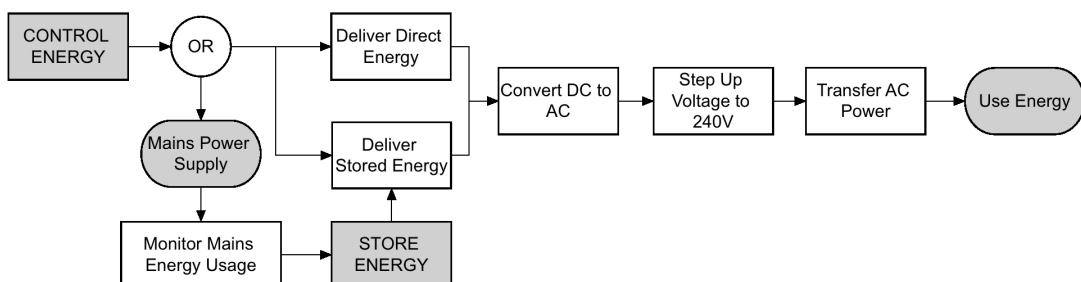 CONTROL
ENERGY
OR
Deliver Direct
Energy
Convert DC to
AC
Step Up
Voltage to
240V
Transfer AC
Power
Use Energy
Mains Power
Supply
Deliver
Stored Energy
Monitor Mains
Energy Usage
STORE
ENERGY